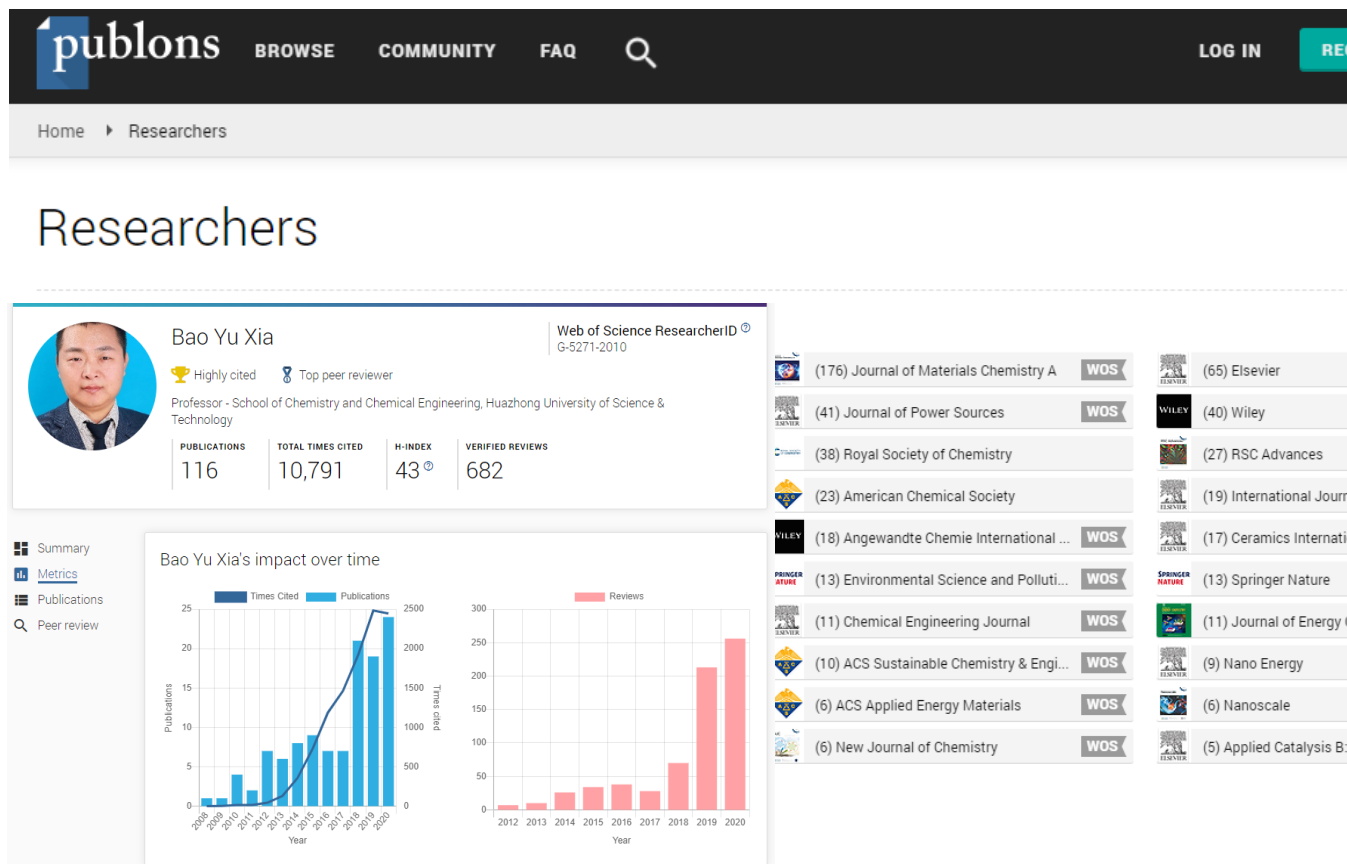 publons BROWSE COMMUNITY FAQ LOG IN REC
Home Researchers
Researchers
Bao Yu Xia
Highly cited Top peer reviewer
Professor - School of Chemistry and Chemical Engineering, Huazhong University of Science &
Technology
Web of Science ResearcherID
G-5271-2010
PUBLICATIONS TOTAL TIMES CITED H-INDEX VERIFIED REVIEWS
116 10,791 43 682
Summary
Metrics
Publications
Peer review
Bao Yu Xia's impact over time
Times Cited Publications
25 2500
20 2000
15 1500
10 1000
5 500
0 0
Publications
Times cited
2008 2009 2010 2011 2012 2013 2014 2015 2016 2017 2018 2019 2020
Year
Reviews
300
250
200
150
100
50
0
2012 2013 2014 2015 2016 2017 2018 2019 2020
Year
(176) Journal of Materials Chemistry A WOS
ELSEVIER (65) Elsevier
(41) Journal of Power Sources WOS
WILEY (40) Wiley
(38) Royal Society of Chemistry
(27) RSC Advances
(23) American Chemical Society
ELSEVIER (19) International Journ
WILEY (18) Angewandte Chemie International ... WOS
ELSEVIER (17) Ceramics Internati
SPRINGER NATURE (13) Environmental Science and Polluti... WOS
SPRINGER NATURE (13) Springer Nature
(11) Chemical Engineering Journal WOS
(11) Journal of Energy
(10) ACS Sustainable Chemistry & Engi... WOS
ELSEVIER (9) Nano Energy
(6) ACS Applied Energy Materials WOS
(6) Nanoscale
(6) New Journal of Chemistry WOS
ELSEVIER (5) Applied Catalysis B: